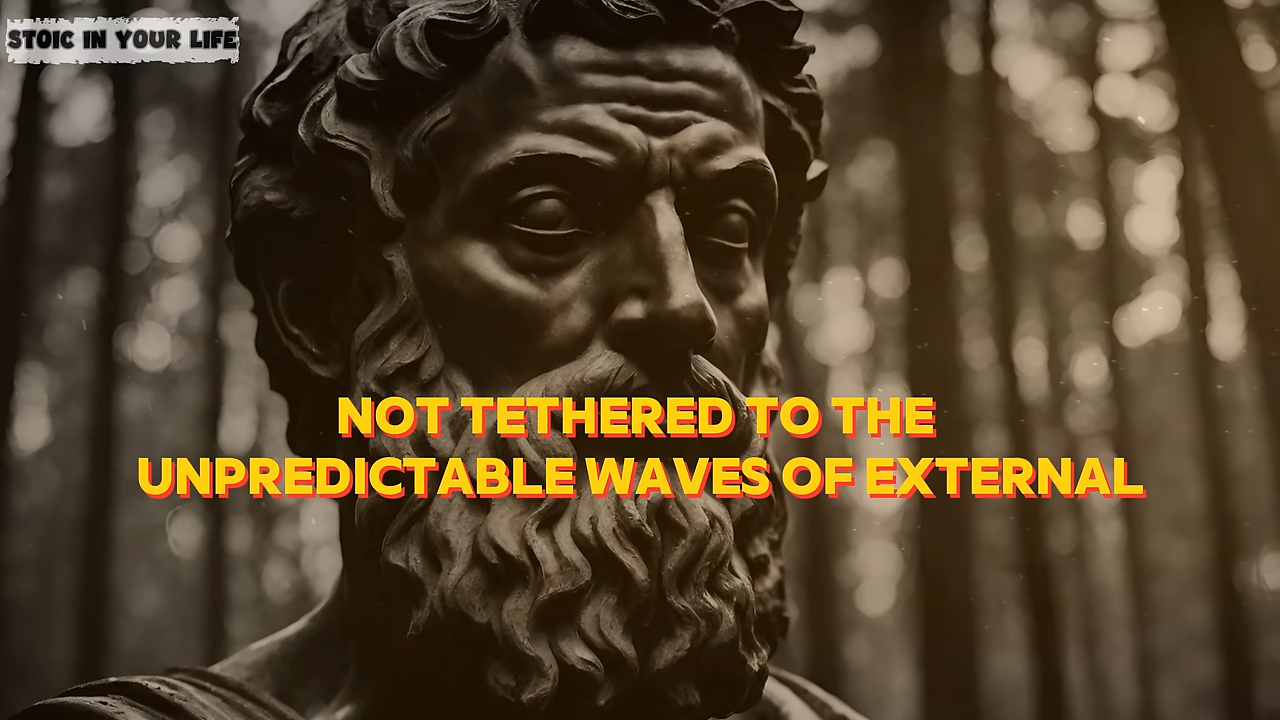 STOIC IN YOUR LIFE
NOT TETHERED TO THE
UNPREDICTABLE WAVES OF EXTERNAL